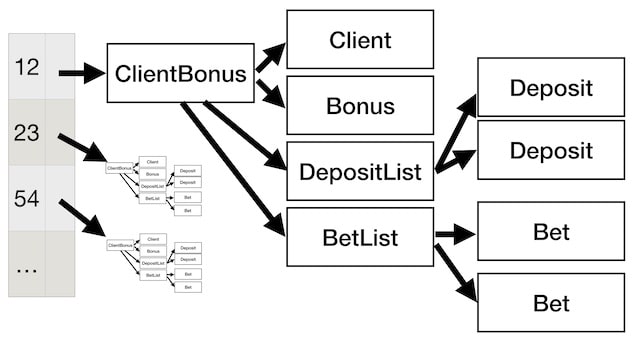 12
ClientBonus
Client
Bonus
DepositList
BetList
Deposit
Deposit
Bet
Bet
23
ClientBonus
Client
Bonus
DepositList
BetList
Deposit
Deposit
Bet
Bet
54
ClientBonus
Client
Bonus
DepositList
BetList
Deposit
Deposit
Bet
Bet
...